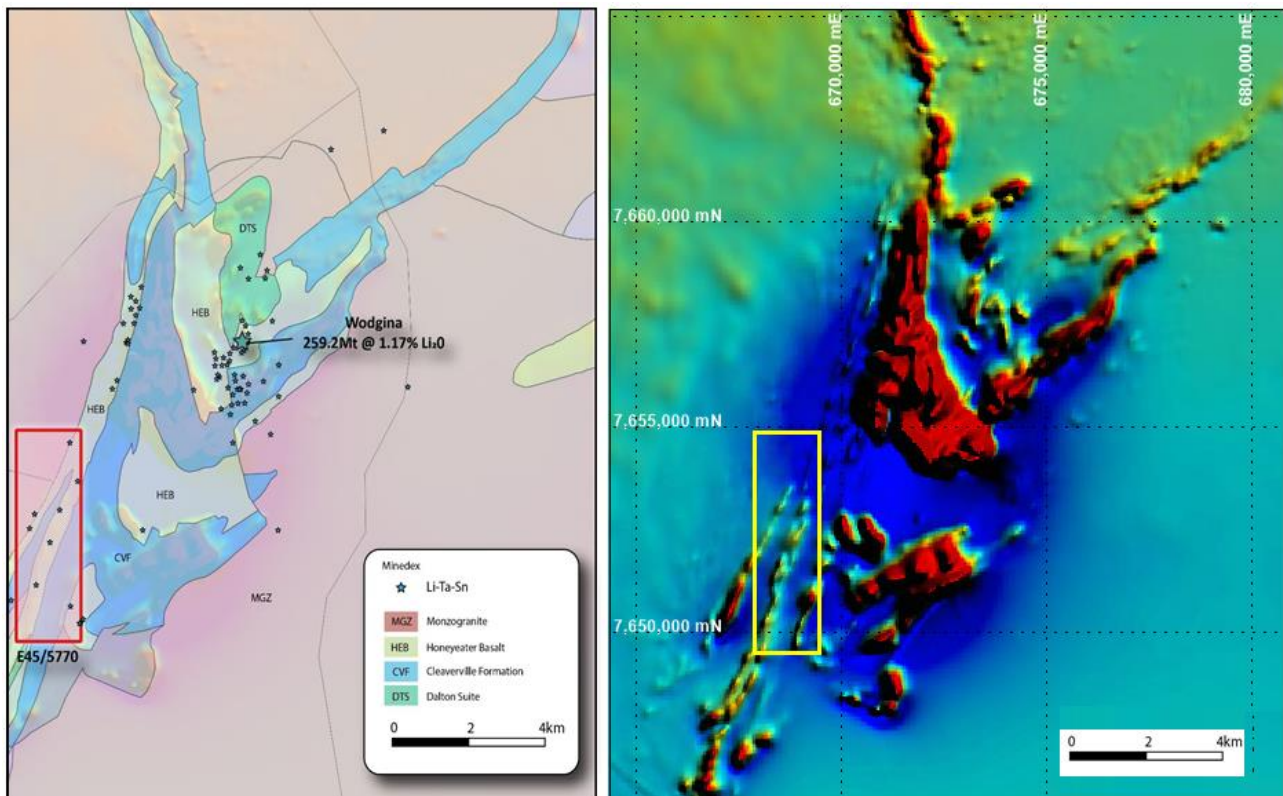 DTS
HEB
Wodgina
259.2Mt @ 1.17% Li₂0
HEB
HEB
CVF
MGZ
E45/5770
Minedex
Li-Ta-Sn
MGZ Monzogranite
HEB Honeyeater Basalt
CVF Cleaverville Formation
DTS Dalton Suite
0 2 4km
670,000 mE
675,000 mE
680,000 mE
7,660,000 mN
7,655,000 mN
7,650,000 mN
0 2 4km